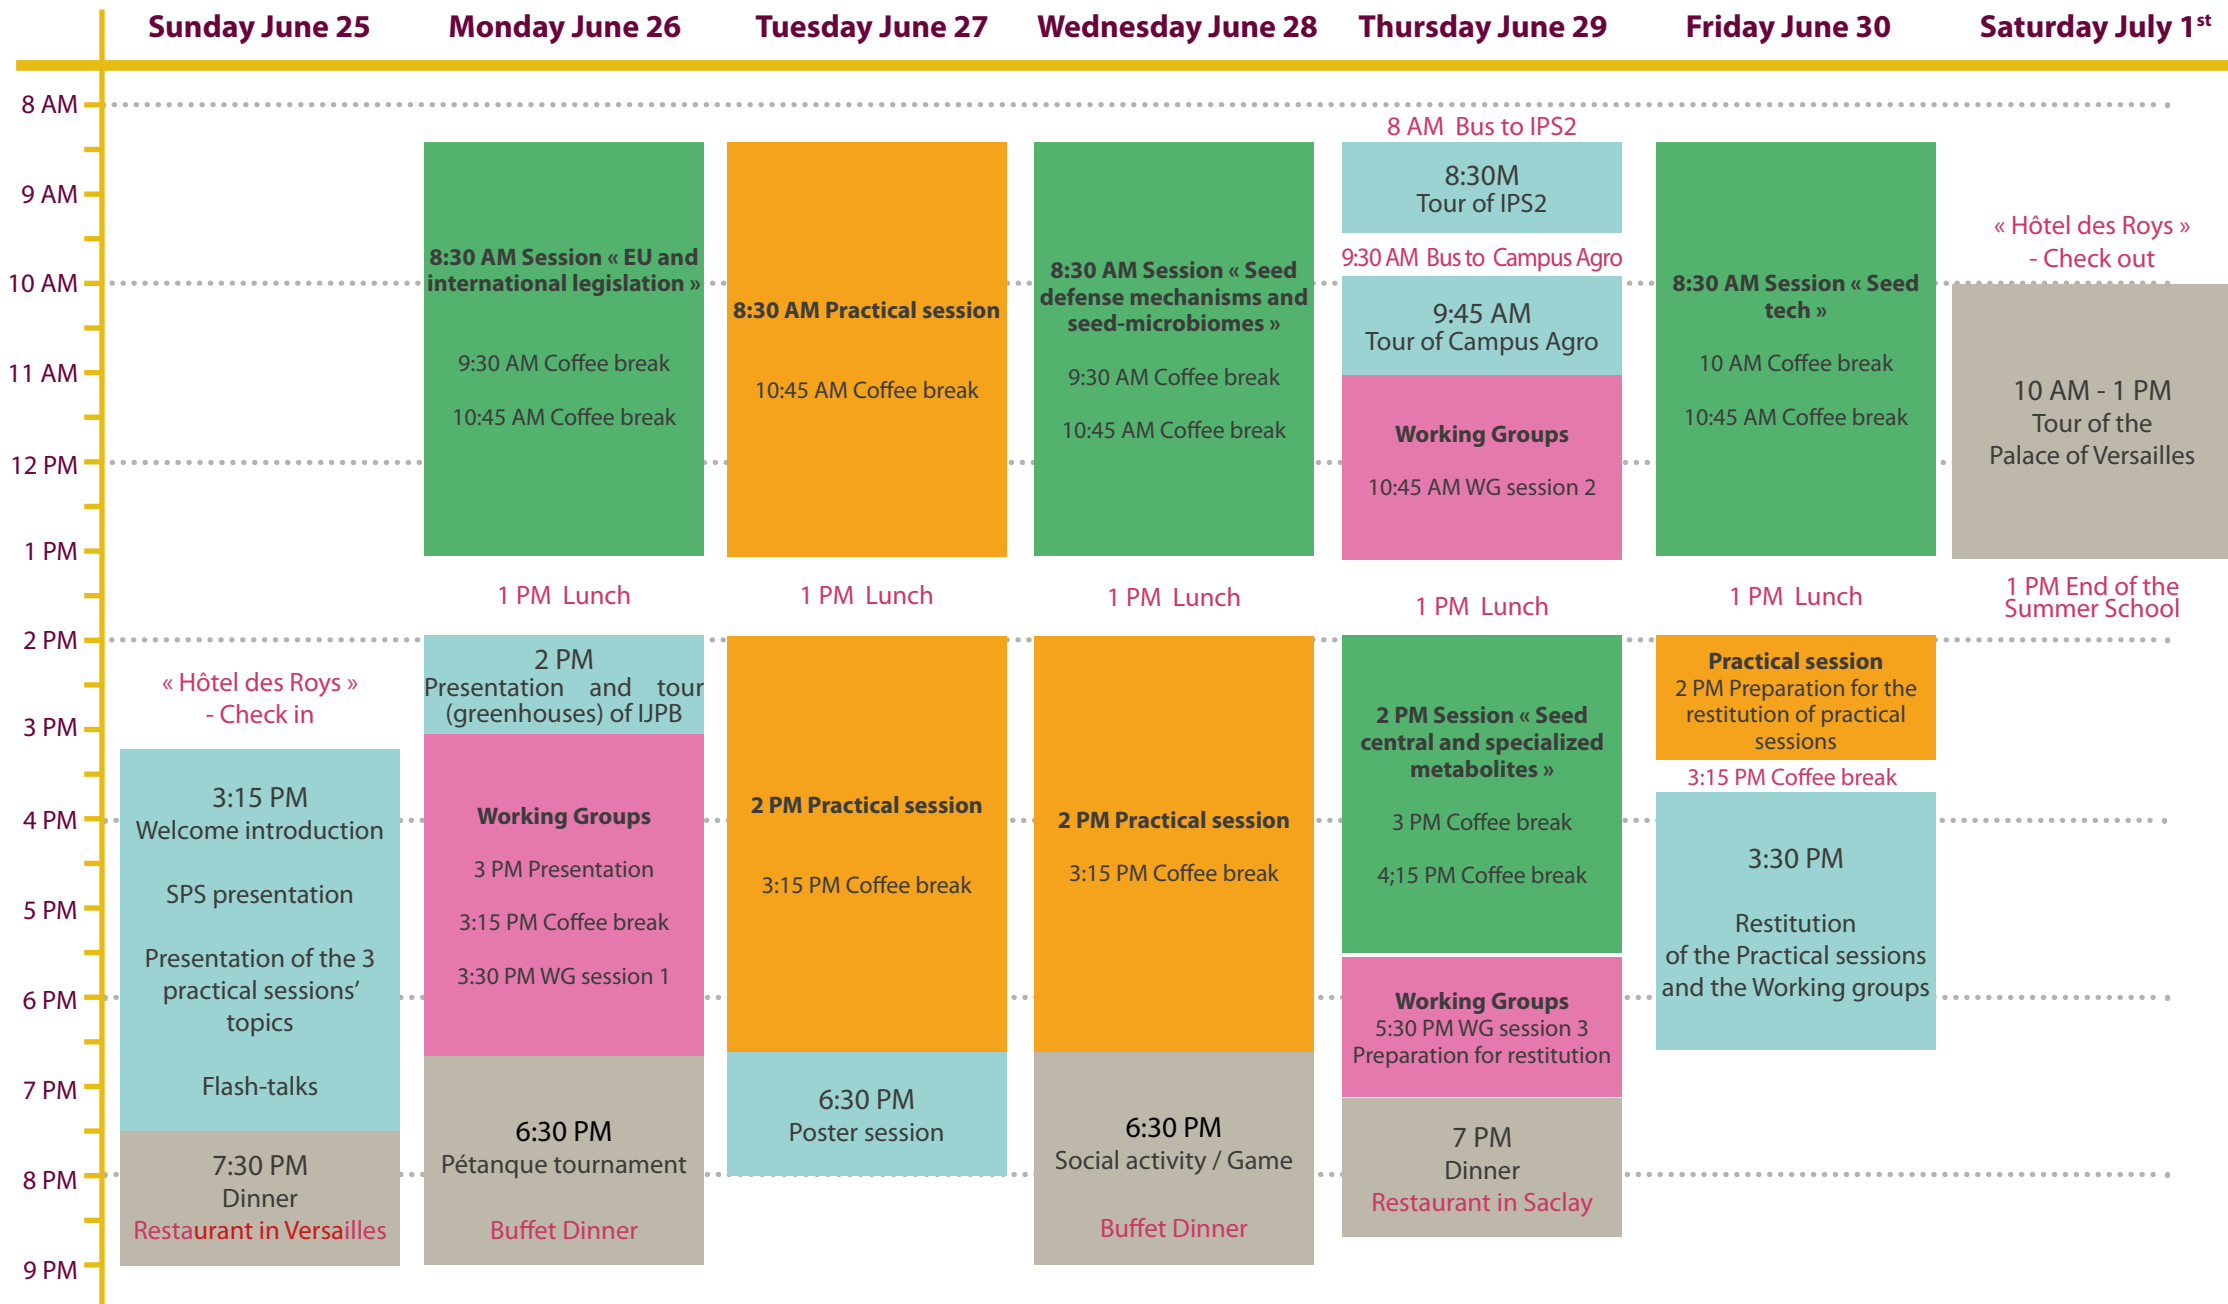 Sunday June 25
Monday June 26
Tuesday June 27
Wednesday June 28
Thursday June 29
Friday June 30
Saturday July 1st
8 AM
9 AM
10 AM
11 AM
12 PM
1 PM
2 PM
3 PM
4 PM
5 PM
6 PM
7 PM
8 PM
9 PM
« Hôtel des Roys »
- Check in
3:15 PM
Welcome introduction
SPS presentation
Presentation of the 3
practical sessions’
topics
Flash-talks
7:30 PM
Dinner
Restaurant in Versailles
8:30 AM Session « EU and
international legislation »
9:30 AM Coffee break
10:45 AM Coffee break
1 PM Lunch
2 PM
Presentation and tour
(greenhouses) of IJPB
Working Groups
3 PM Presentation
3:15 PM Coffee break
3:30 PM WG session 1
6:30 PM
Pétanque tournament
Buffet Dinner
8:30 AM Practical session
10:45 AM Coffee break
1 PM Lunch
2 PM Practical session
3:15 PM Coffee break
6:30 PM
Poster session
8:30 AM Session « Seed
defense mechanisms and
seed-microbiomes »
9:30 AM Coffee break
10:45 AM Coffee break
1 PM Lunch
2 PM Practical session
3:15 PM Coffee break
6:30 PM
Social activity / Game
Buffet Dinner
8 AM Bus to IPS2
8:30M
Tour of IPS2
9:30 AM Bus to Campus Agro
9:45 AM
Tour of Campus Agro
Working Groups
10:45 AM WG session 2
1 PM Lunch
2 PM Session « Seed
central and specialized
metabolites »
3 PM Coffee break
4;15 PM Coffee break
Working Groups
5:30 PM WG session 3
Preparation for restitution
7 PM
Dinner
Restaurant in Saclay
8:30 AM Session « Seed
tech »
10 AM Coffee break
10:45 AM Coffee break
1 PM Lunch
Practical session
2 PM Preparation for the
restitution of practical
sessions
3:15 PM Coffee break
3:30 PM
Restitution
of the Practical sessions
and the Working groups
« Hôtel des Roys »
- Check out
10 AM - 1 PM
Tour of the
Palace of Versailles
1 PM End of the
Summer School